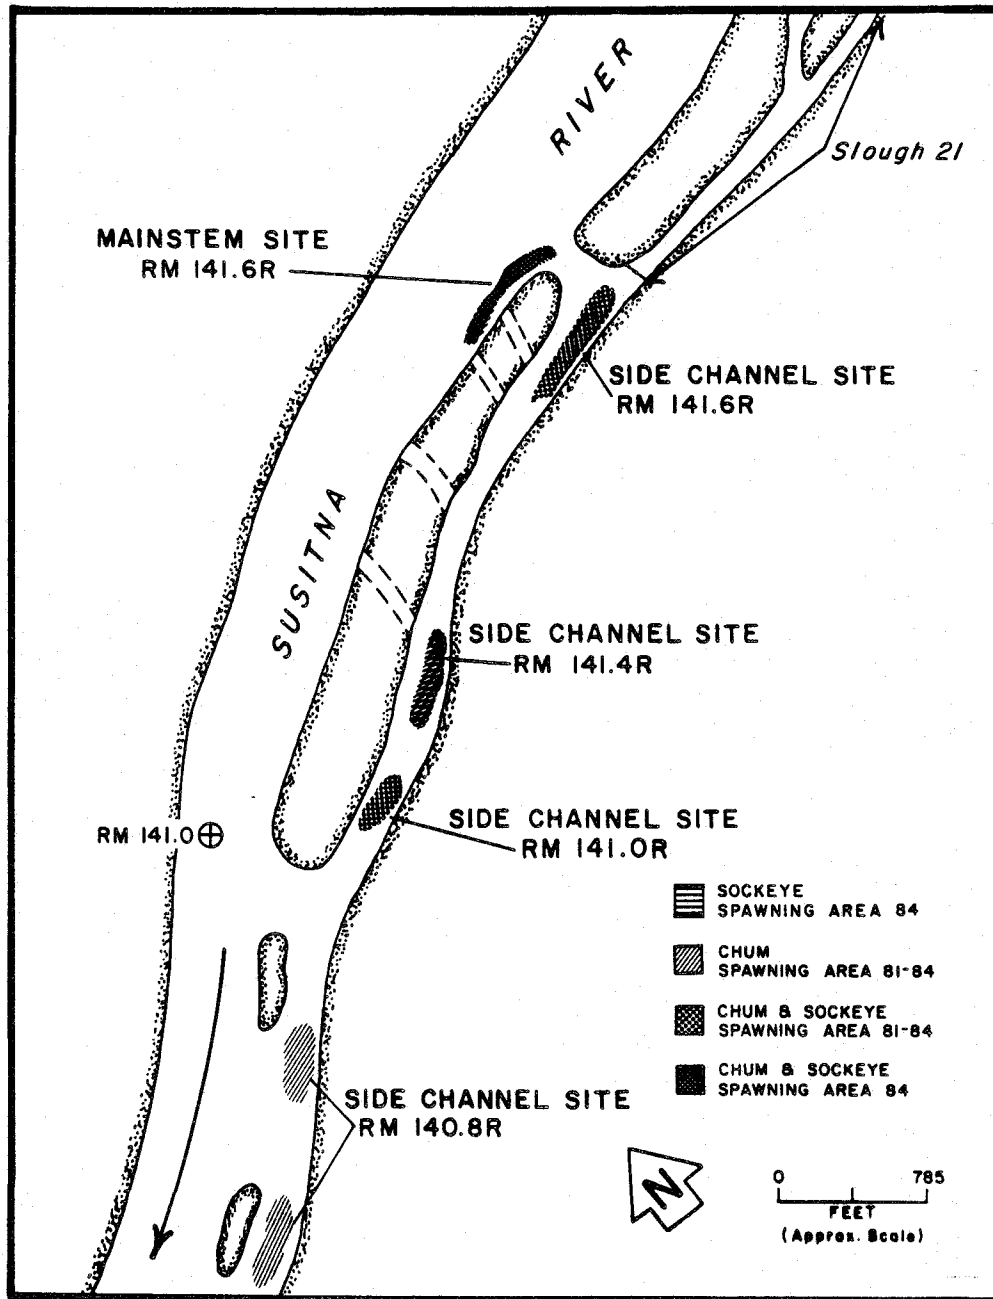 RIVER
Slough 21
MAINSTEM SITE
RM 141.6R
SIDE CHANNEL SITE
RM 141.6R
SUSITNA
SIDE CHANNEL SITE
RM 141.4R
RM 141.0
SIDE CHANNEL SITE
RM 141.0R
SOCKEYE
SPAWNING AREA 84
CHUM
SPAWNING AREA 81-84
CHUM & SOCKEYE
SPAWNING AREA 81-84
CHUM & SOCKEYE
SPAWNING AREA 84
SIDE CHANNEL SITE
RM 140.8R
N
0 785
FEET
(Approx. Scale)